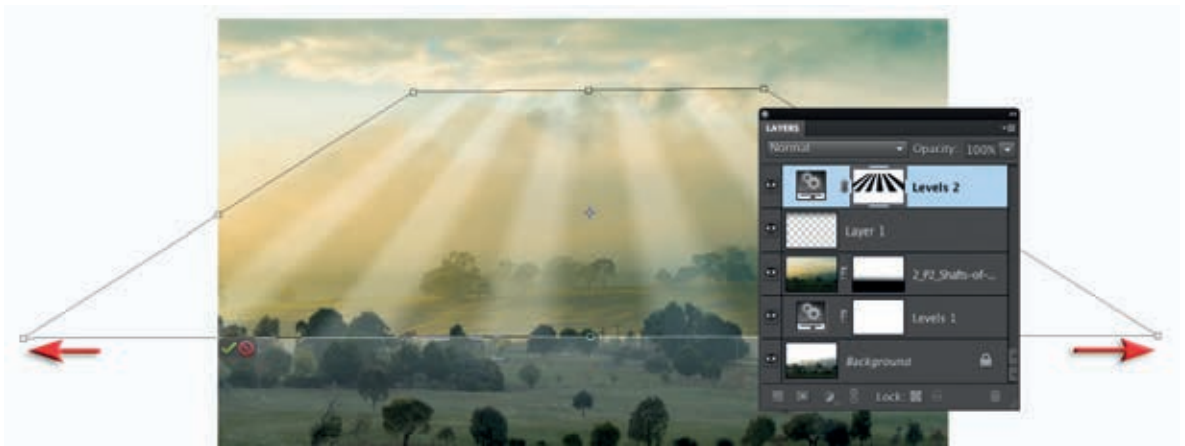 LAYERS
Normal Opacity: 100%
Levels 2
Layer 1
2_P2_Shafts-of-...
Levels 1
Background
Lock: